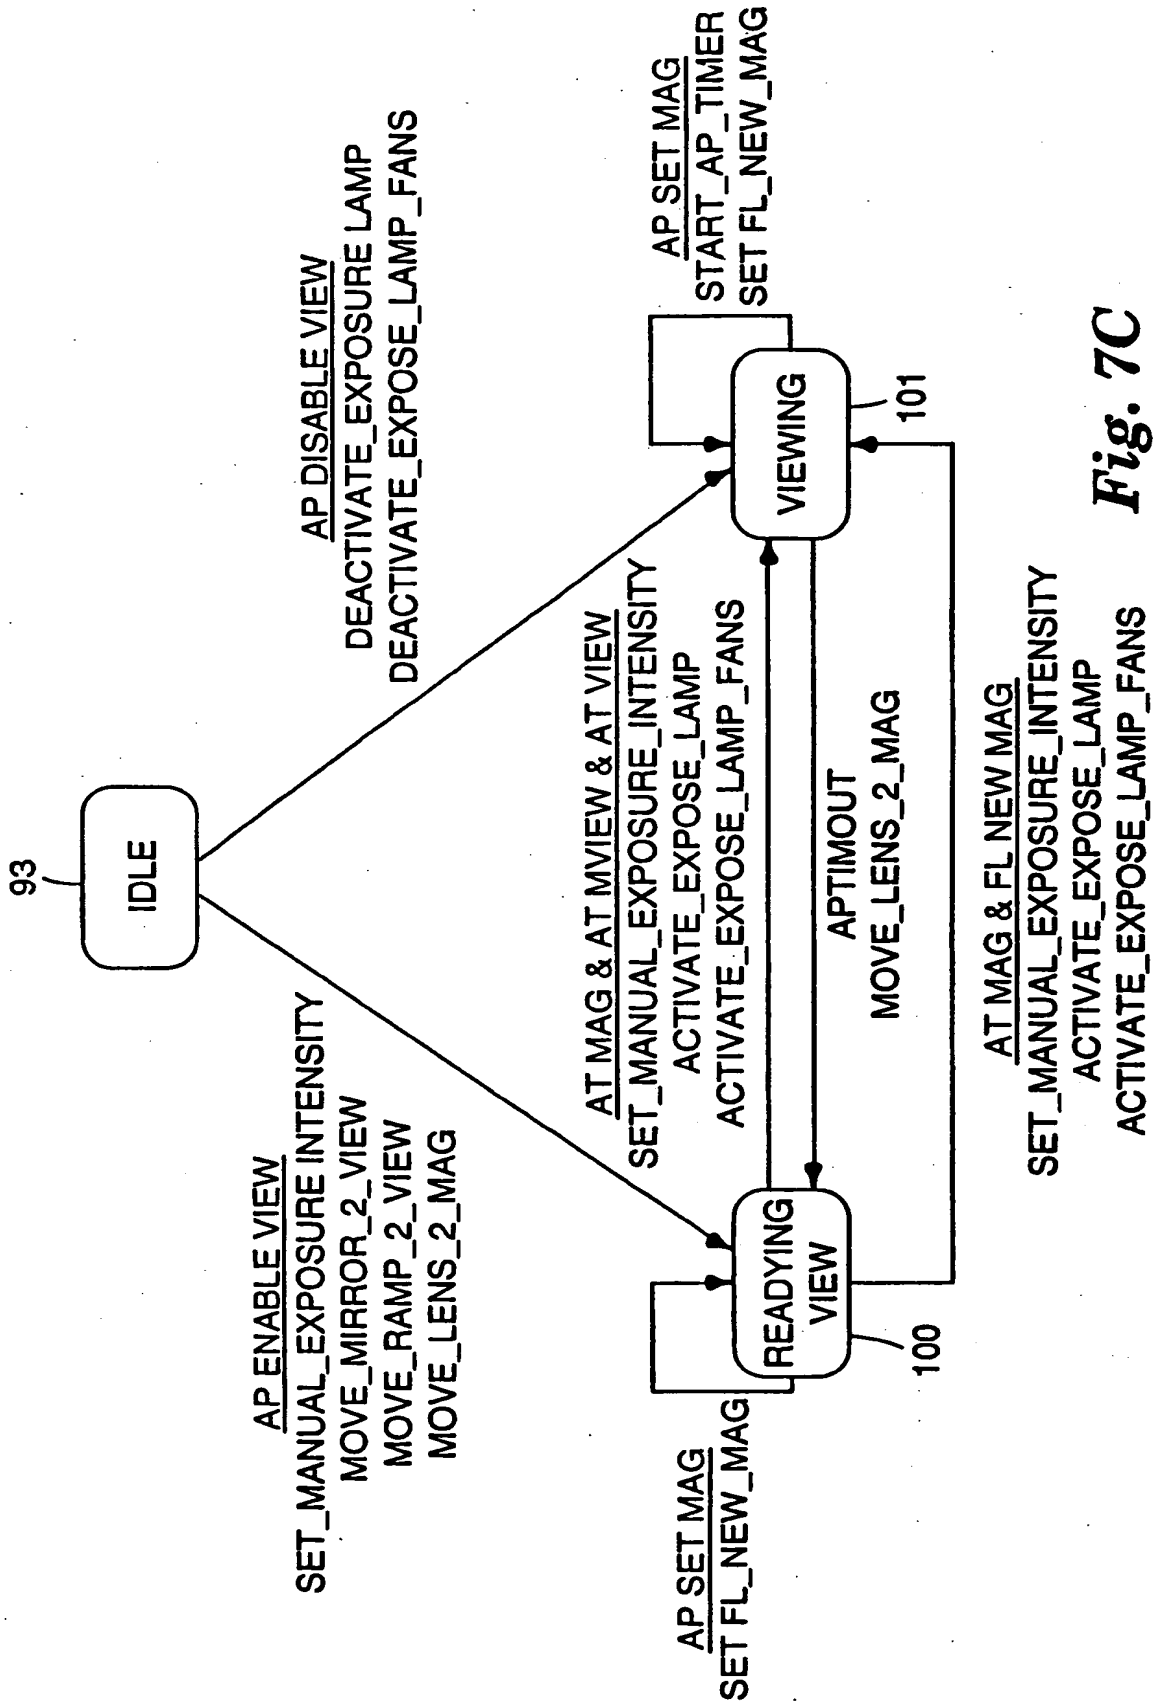 93
IDLE
AP ENABLE VIEW
SET_MANUAL_EXPOSURE INTENSITY
MOVE_MIRROR_2_VIEW
MOVE_RAMP_2_VIEW
MOVE_LENS_2_MAG
AP DISABLE VIEW
DEACTIVATE_EXPOSURE LAMP
DEACTIVATE_EXPOSE_LAMP_FANS
AT MAG & AT MVIEW & AT VIEW
SET_MANUAL_EXPOSURE_INTENSITY
ACTIVATE_EXPOSE_LAMP
ACTIVATE_EXPOSE_LAMP_FANS
AP SET MAG
SET FL_NEW_MAG
READYING
VIEW
100
AP SET MAG
START_AP_TIMER
SET FL_NEW_MAG
VIEWING
101
APTIMOUT
MOVE_LENS_2_MAG
AT MAG & FL NEW MAG
SET_MANUAL_EXPOSURE_INTENSITY
ACTIVATE_EXPOSE_LAMP
ACTIVATE_EXPOSE_LAMP_FANS
Fig. 7C